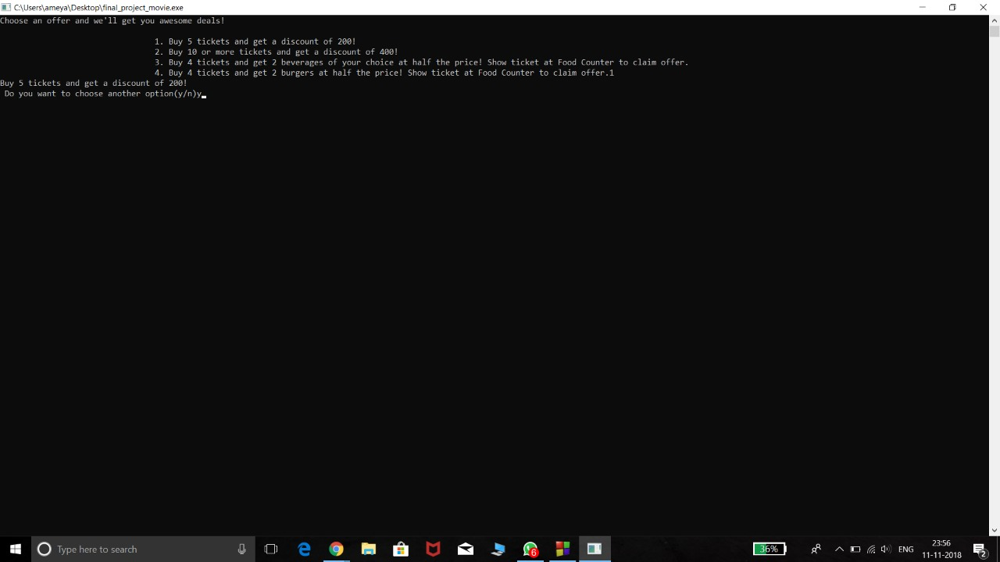 C:\Users\ameya\Desktop\final_project_movie.exe
Choose an offer and we'll get you awesome deals!
1. Buy 5 tickets and get a discount of 200!
2. Buy 10 or more tickets and get a discount of 400!
3. Buy 4 tickets and get 2 beverages of your choice at half the price! Show ticket at Food Counter to claim offer.
4. Buy 4 tickets and get 2 burgers at half the price! Show ticket at Food Counter to claim offer.1
Buy 5 tickets and get a discount of 200!
Do you want to choose another option(y/n)y
Type here to search
6
36%
ENG
23:56
11-11-2018
2